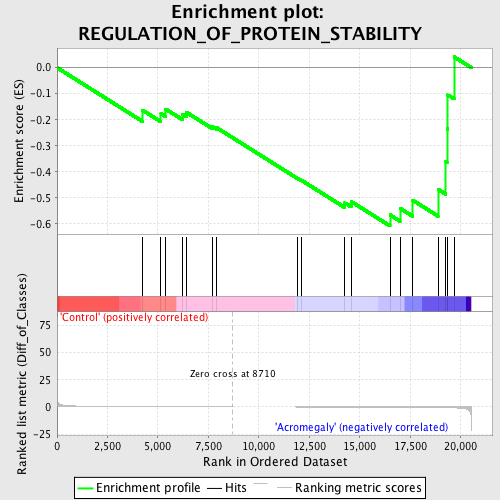 Enrichment plot:
REGULATION_OF_PROTEIN_STABILITY
Enrichment score (ES)
0.0
-0.1
-0.2
-0.3
-0.4
-0.5
-0.6
'Control' (positively correlated)
Ranked list metric (Diff_of_Classes)
75
50
25
0
-25
Zero cross at 8710
'Acromegaly' (negatively correlated)
0 2,500 5,000 7,500 10,000 12,500 15,000 17,500 20,000
Rank in Ordered Dataset
Enrichment profile Hits Ranking metric scores